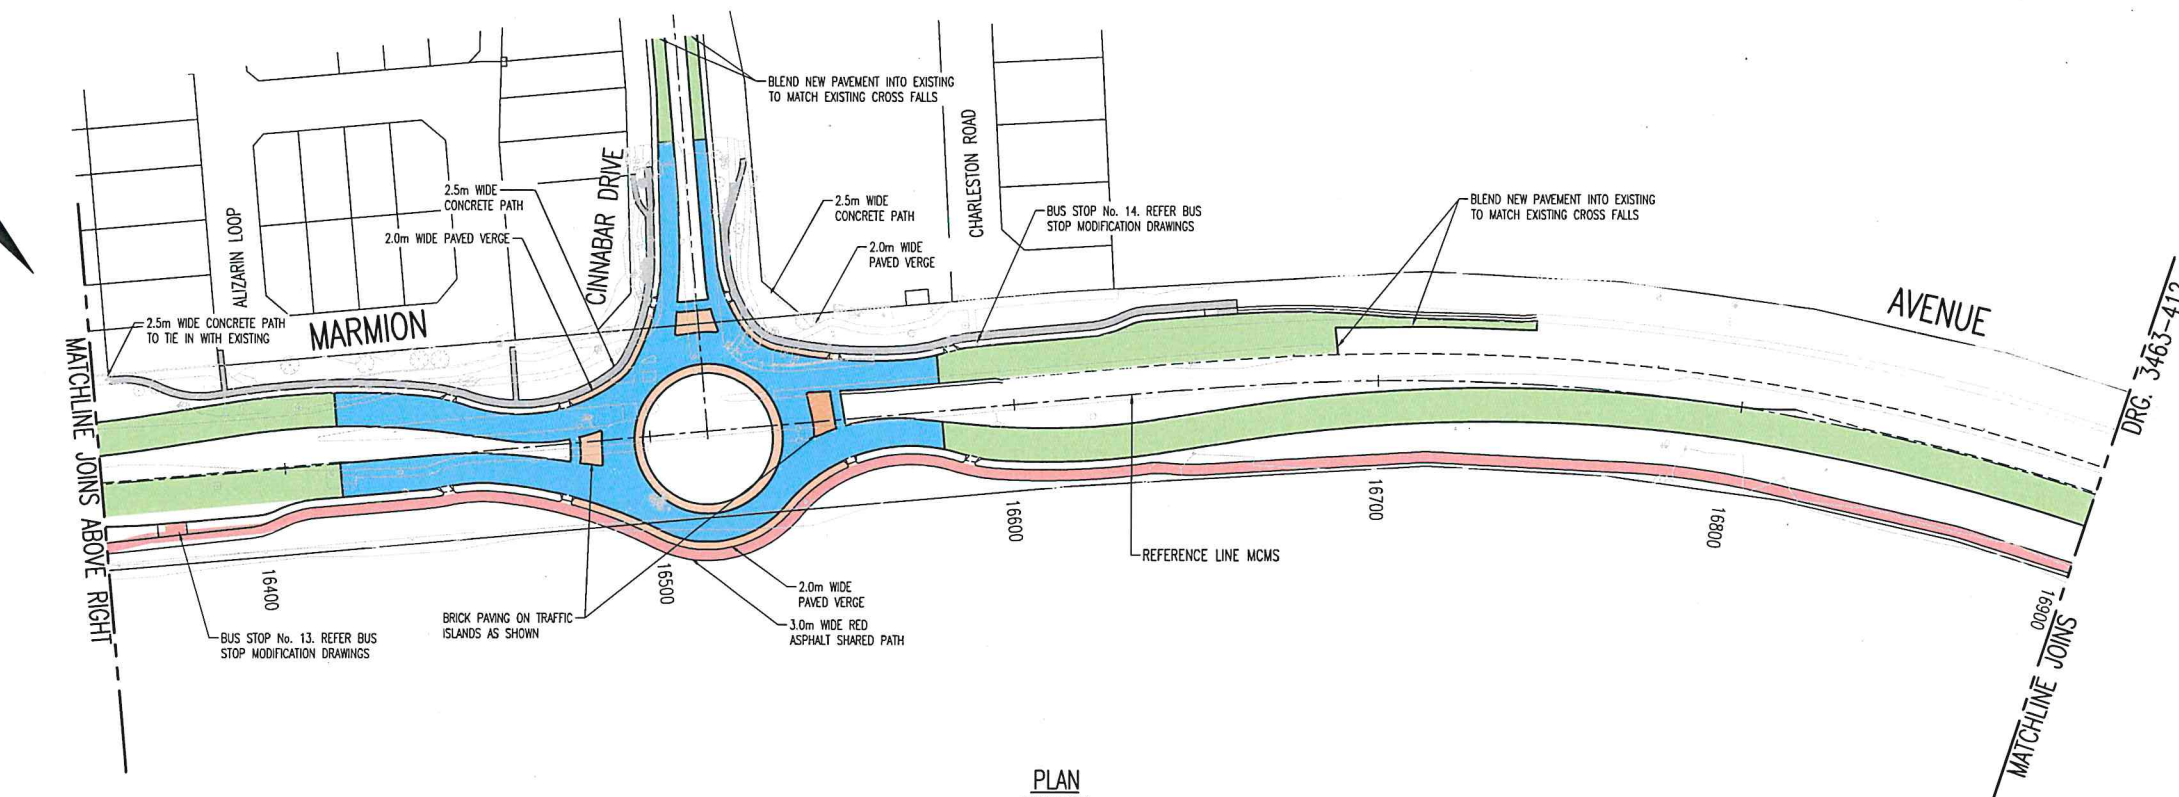 BLEND NEW PAVEMENT INTO EXISTING
TO MATCH EXISTING CROSS FALLS
CHARLESTON ROAD
CINNABAR DRIVE
2.5m WIDE
CONCRETE PATH
2.0m WIDE PAVED VERGE
ALIZARIN LOOP
2.5m WIDE
CONCRETE PATH
2.0m WIDE
PAVED VERGE
BUS STOP No. 14. REFER BUS
STOP MODIFICATION DRAWINGS
BLEND NEW PAVEMENT INTO EXISTING
TO MATCH EXISTING CROSS FALLS
2.5m WIDE CONCRETE PATH
TO TIE IN WITH EXISTING
MARMION
AVENUE
MATCHLINE JOINS ABOVE RIGHT
DRG. 3463-412
16400
16500
16600
16700
16800
16900
REFERENCE LINE MCMS
BUS STOP No. 13. REFER BUS
STOP MODIFICATION DRAWINGS
BRICK PAVING ON TRAFFIC
ISLANDS AS SHOWN
2.0m WIDE
PAVED VERGE
3.0m WIDE RED
ASPHALT SHARED PATH
MATCHLINE JOINS
PLAN